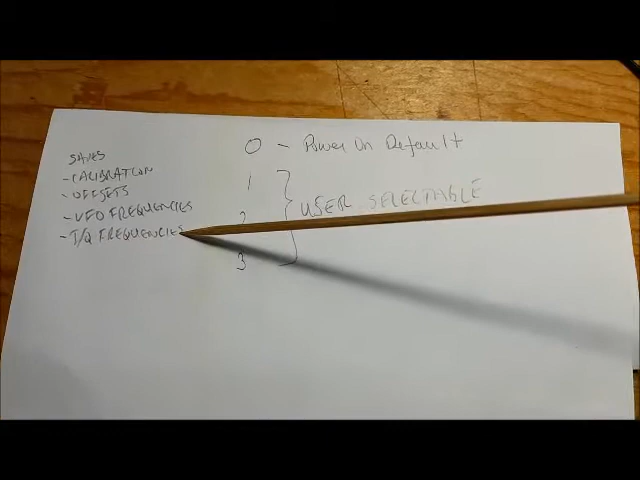 SAVES
- CALIBRATION
- OFFSETS
- VFO FREQUENCIES
- I/Q FREQUENCIES
0 - Power On Default
1
2
3
USER SELECTABLE